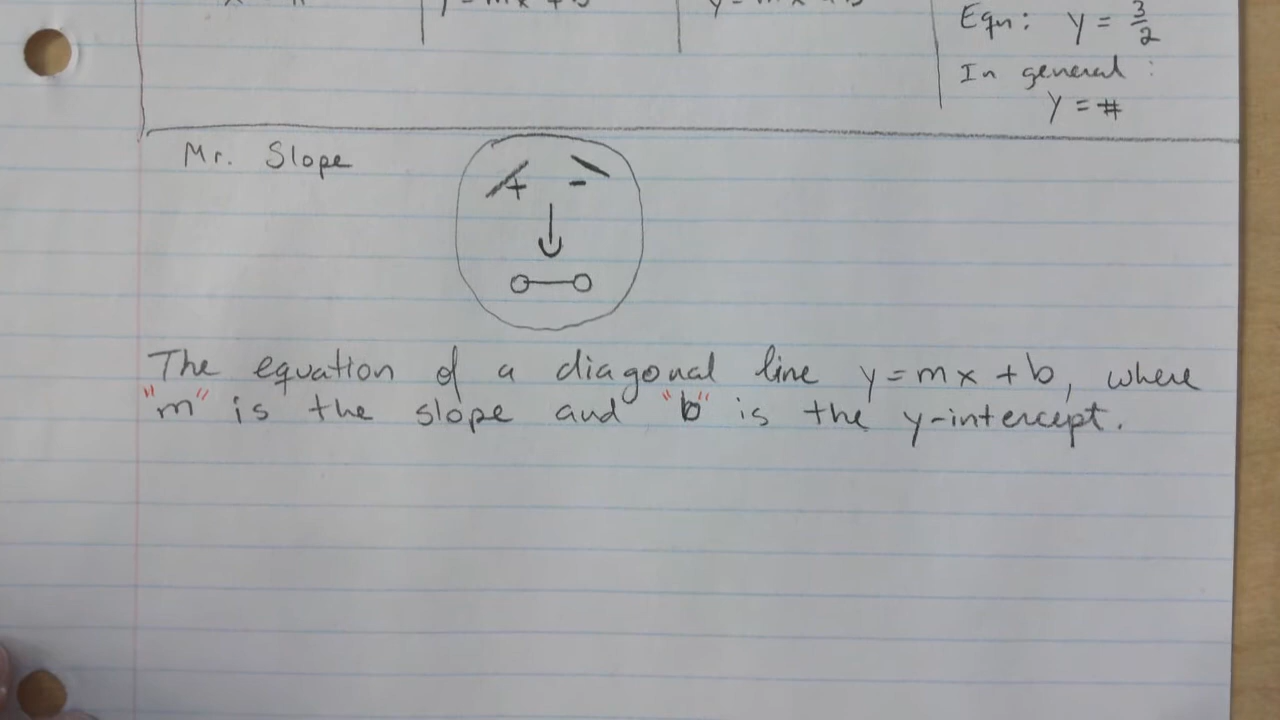 Eqn: y = 3/2
In general:
y = #
Mr. Slope
+ -
The equation of a diagonal line y = mx + b, where
"m" is the slope and "b" is the y-intercept.